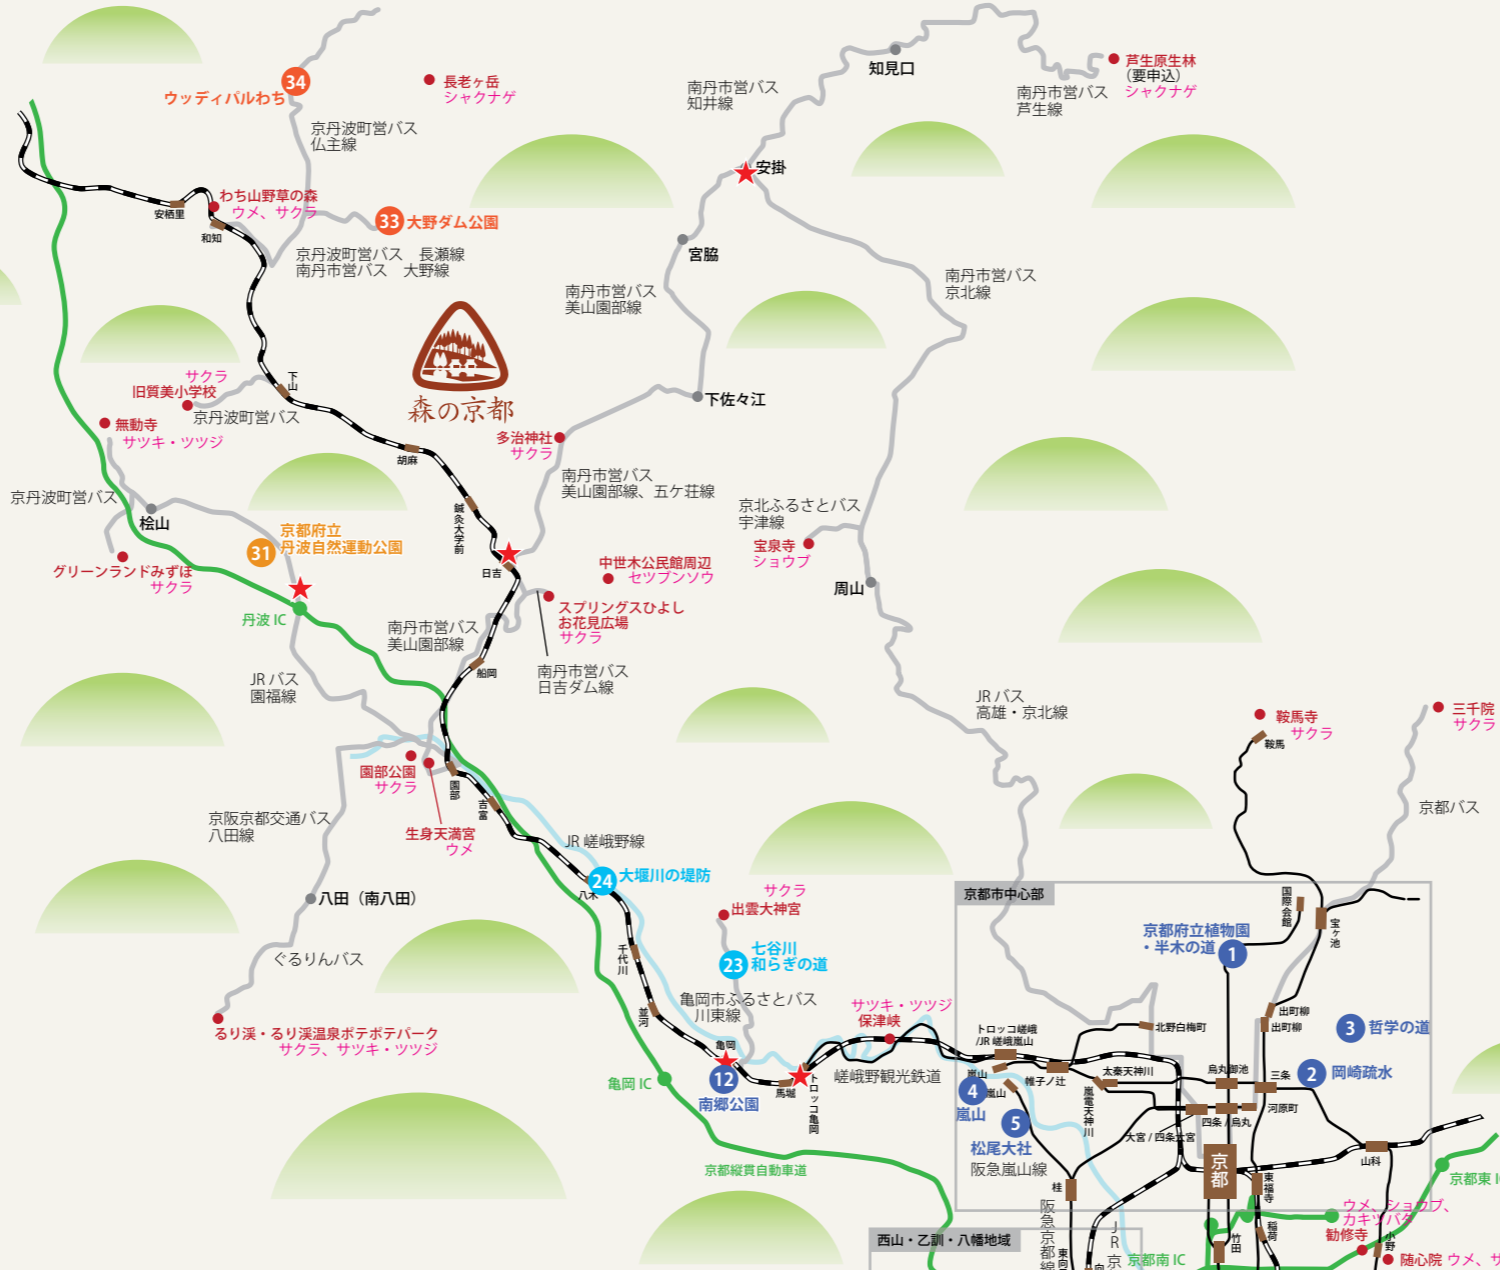 34
ウッディパルわち
長老ヶ岳
シャクナゲ
京丹波町営バス
仏主線
知見口
南丹市営バス
知井線
芦生原生林
（要申込）
シャクナゲ
南丹市営バス
芦生線
安掛
安栖里
わち山野草の森
ウメ、サクラ
和知
33
大野ダム公園
京丹波町営バス　長瀬線
南丹市営バス　大野線
宮脇
南丹市営バス
美山園部線
南丹市営バス
京北線
森の京都
サクラ
旧質美小学校
下山
京丹波町営バス
無動寺
サツキ・ツツジ
胡麻
下佐々江
多治神社
サクラ
南丹市営バス
美山園部線、五ケ荘線
京丹波町営バス
桧山
31
京都府立
丹波自然運動公園
鍼灸大学前
日吉
京北ふるさとバス
宇津線
宝泉寺
ショウブ
中世木公民館周辺
セツブンソウ
周山
グリーンランドみずほ
サクラ
スプリングスひよし
お花見広場
サクラ
丹波 IC
南丹市営バス
美山園部線
船岡
南丹市営バス
日吉ダム線
JR バス
園福線
JR バス
高雄・京北線
鞍馬寺
サクラ
鞍馬
三千院
サクラ
園部公園
サクラ
園部
吉富
京阪京都交通バス
八田線
生身天満宮
ウメ
JR 嵯峨野線
京都バス
24
大堰川の堤防
八木
八田（南八田）
サクラ
出雲大神宮
京都市中心部
国際会館
宝ヶ池
京都府立植物園
・半木の道
1
千代川
23
七谷川
和らぎの道
ぐるりんバス
並河
亀岡市ふるさとバス
川東線
サツキ・ツツジ
保津峡
るり渓・るり渓温泉ポテポテパーク
サクラ、サツキ・ツツジ
トロッコ嵯峨
/JR 嵯峨嵐山
北野白梅町
出町柳
出町柳
3
哲学の道
亀岡
12
南郷公園
馬堀
トロッコ亀岡
嵯峨野観光鉄道
亀岡 IC
嵐山
4
嵐山
嵐山
帷子ノ辻
太秦天神川
嵐電天神川
烏丸御池
三条
2
岡崎疏水
5
松尾大社
阪急嵐山線
大宮 / 四条大宮
四条 / 烏丸
河原町
京都
山科
京都縦貫自動車道
桂
東福寺
京都東 I
阪急京都線
JR 京
西山・乙訓・八幡地域
東向
向
竹田
稲荷
京都南 IC
ウメ、ショウブ、
カキツバタ
勧修寺
小野
随心院
ウメ、サ